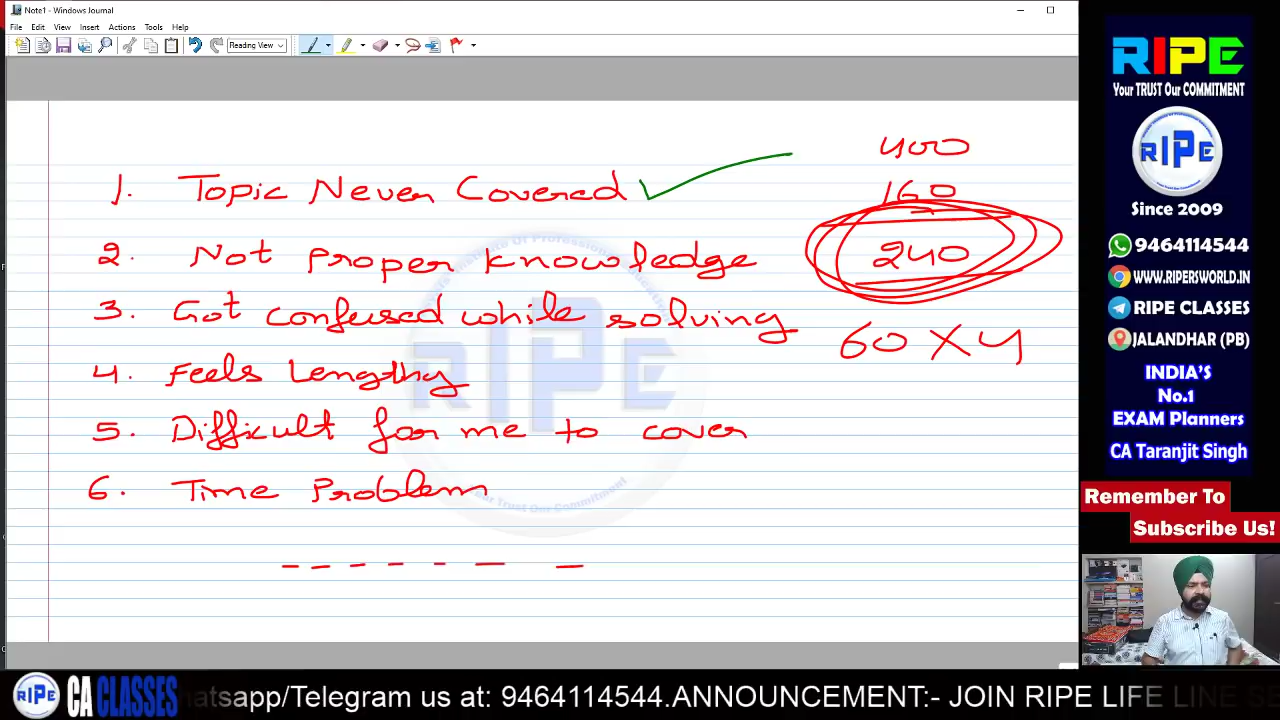 Note1 - Windows Journal
File Edit View Insert Actions Tools Help
Reading View
400
1. Topic Never Covered
160
2. Not proper knowledge
240
3. Got confused while solving
60 X 4
4. Feels Lengthy
5. Difficult for me to cover
6. Time Problem
RIPE
Your TRUST Our COMMITMENT
RIPE
Since 2009
9464114544
WWW.RIPERSWORLD.IN
RIPE CLASSES
JALANDHAR (PB)
INDIA'S
No.1
EXAM Planners
CA Taranjit Singh
Remember To
Subscribe Us!
RIPE CA CLASSES
hatsapp/Telegram us at: 9464114544.ANNOUNCEMENT:- JOIN RIPE LIFE LINE SE